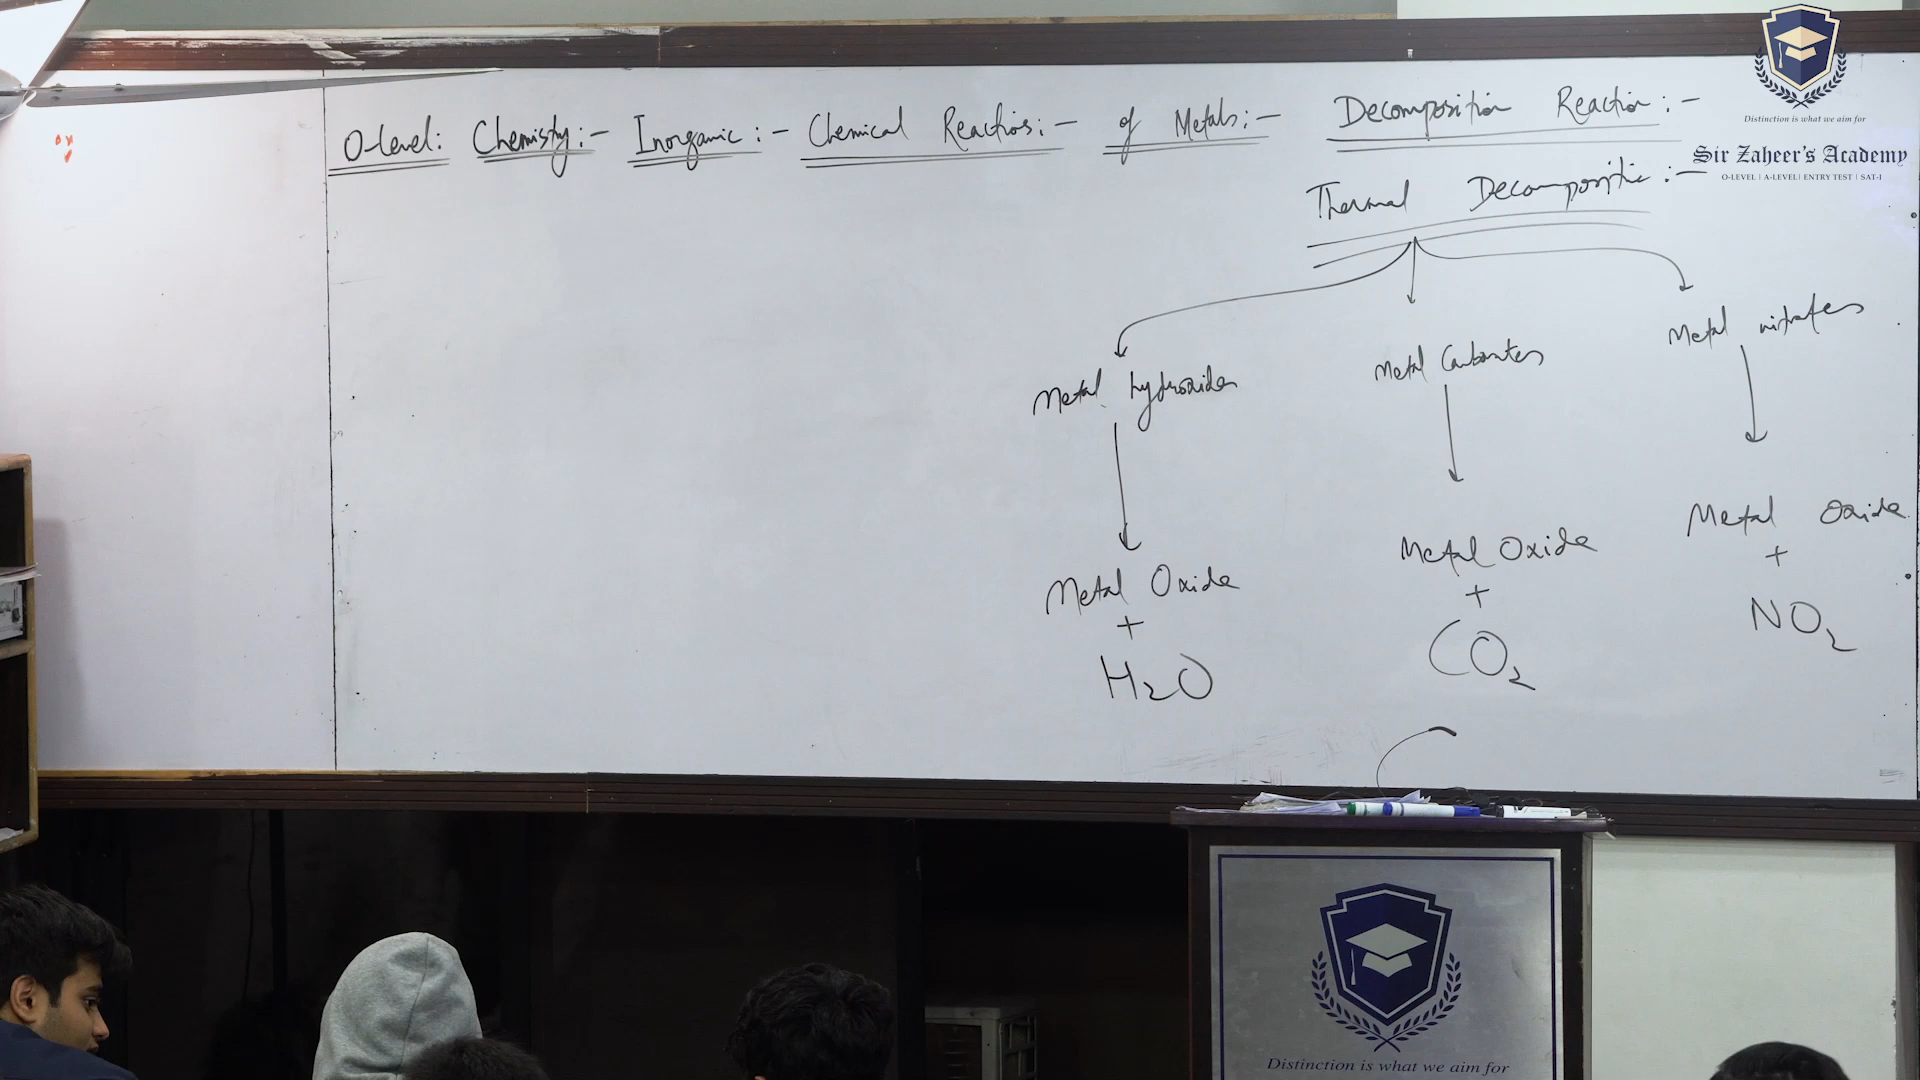 O-Level: Chemistry:- Inorganic:- Chemical Reactions:- of Metals:- Decomposition Reaction:-
Thermal Decomposition:-
Metal hydroxides
Metal Carbonates
Metal nitrates
Metal Oxide
+
H2O
Metal Oxide
+
CO2
Metal Oxide
+
NO2
Distinction is what we aim for
Sir Zaheer's Academy
O-LEVEL | A-LEVEL | ENTRY TEST | SAT-I
Distinction is what we aim for